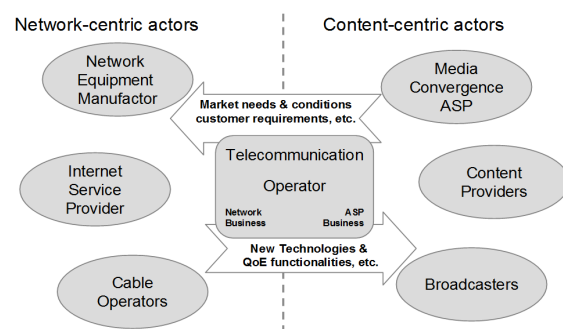 Network-centric actors
Content-centric actors
Network
Equipment
Manufactor
Media
Convergence
ASP
Market needs & conditions
customer requirements, etc.
Telecommunication
Operator
Internet
Service
Provider
Content
Providers
Network
Business
ASP
Business
New Technologies &
QoE functionalities, etc.
Cable
Operators
Broadcasters